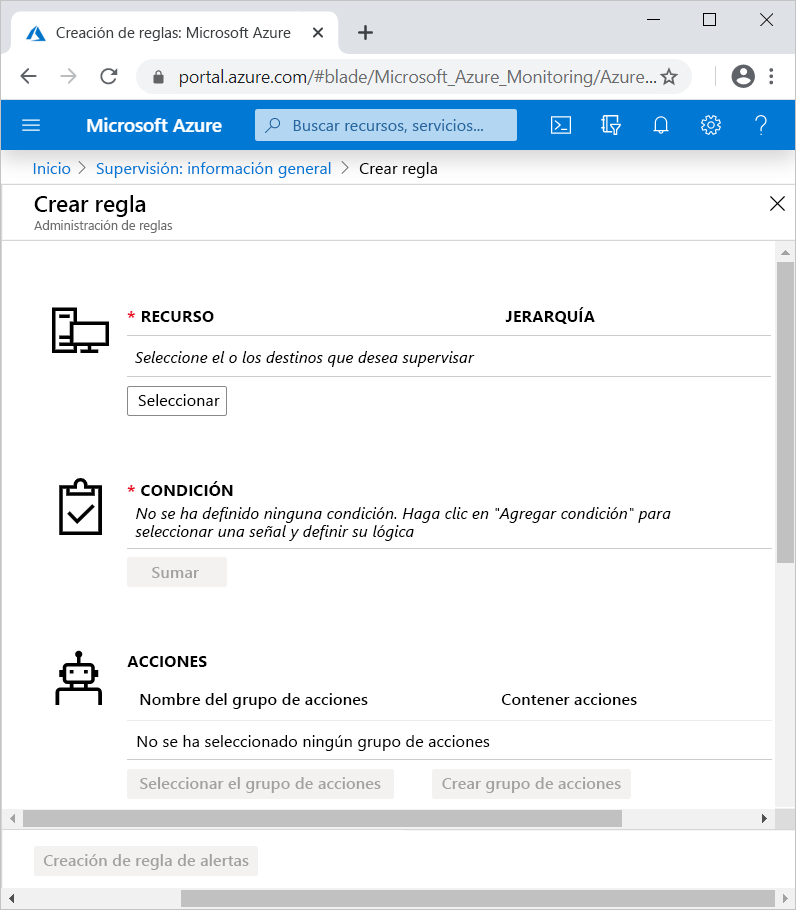 Creación de reglas: Microsoft Azure
portal.azure.com/#blade/Microsoft_Azure_Monitoring/Azure...
Microsoft Azure
Buscar recursos, servicios...
Inicio > Supervisión: información general > Crear regla
Crear regla
Administración de reglas
* RECURSO JERARQUÍA
Seleccione el o los destinos que desea supervisar
Seleccionar
* CONDICIÓN
No se ha definido ninguna condición. Haga clic en "Agregar condición" para
seleccionar una señal y definir su lógica
Sumar
ACCIONES
Nombre del grupo de acciones Contener acciones
No se ha seleccionado ningún grupo de acciones
Seleccionar el grupo de acciones Crear grupo de acciones
Creación de regla de alertas